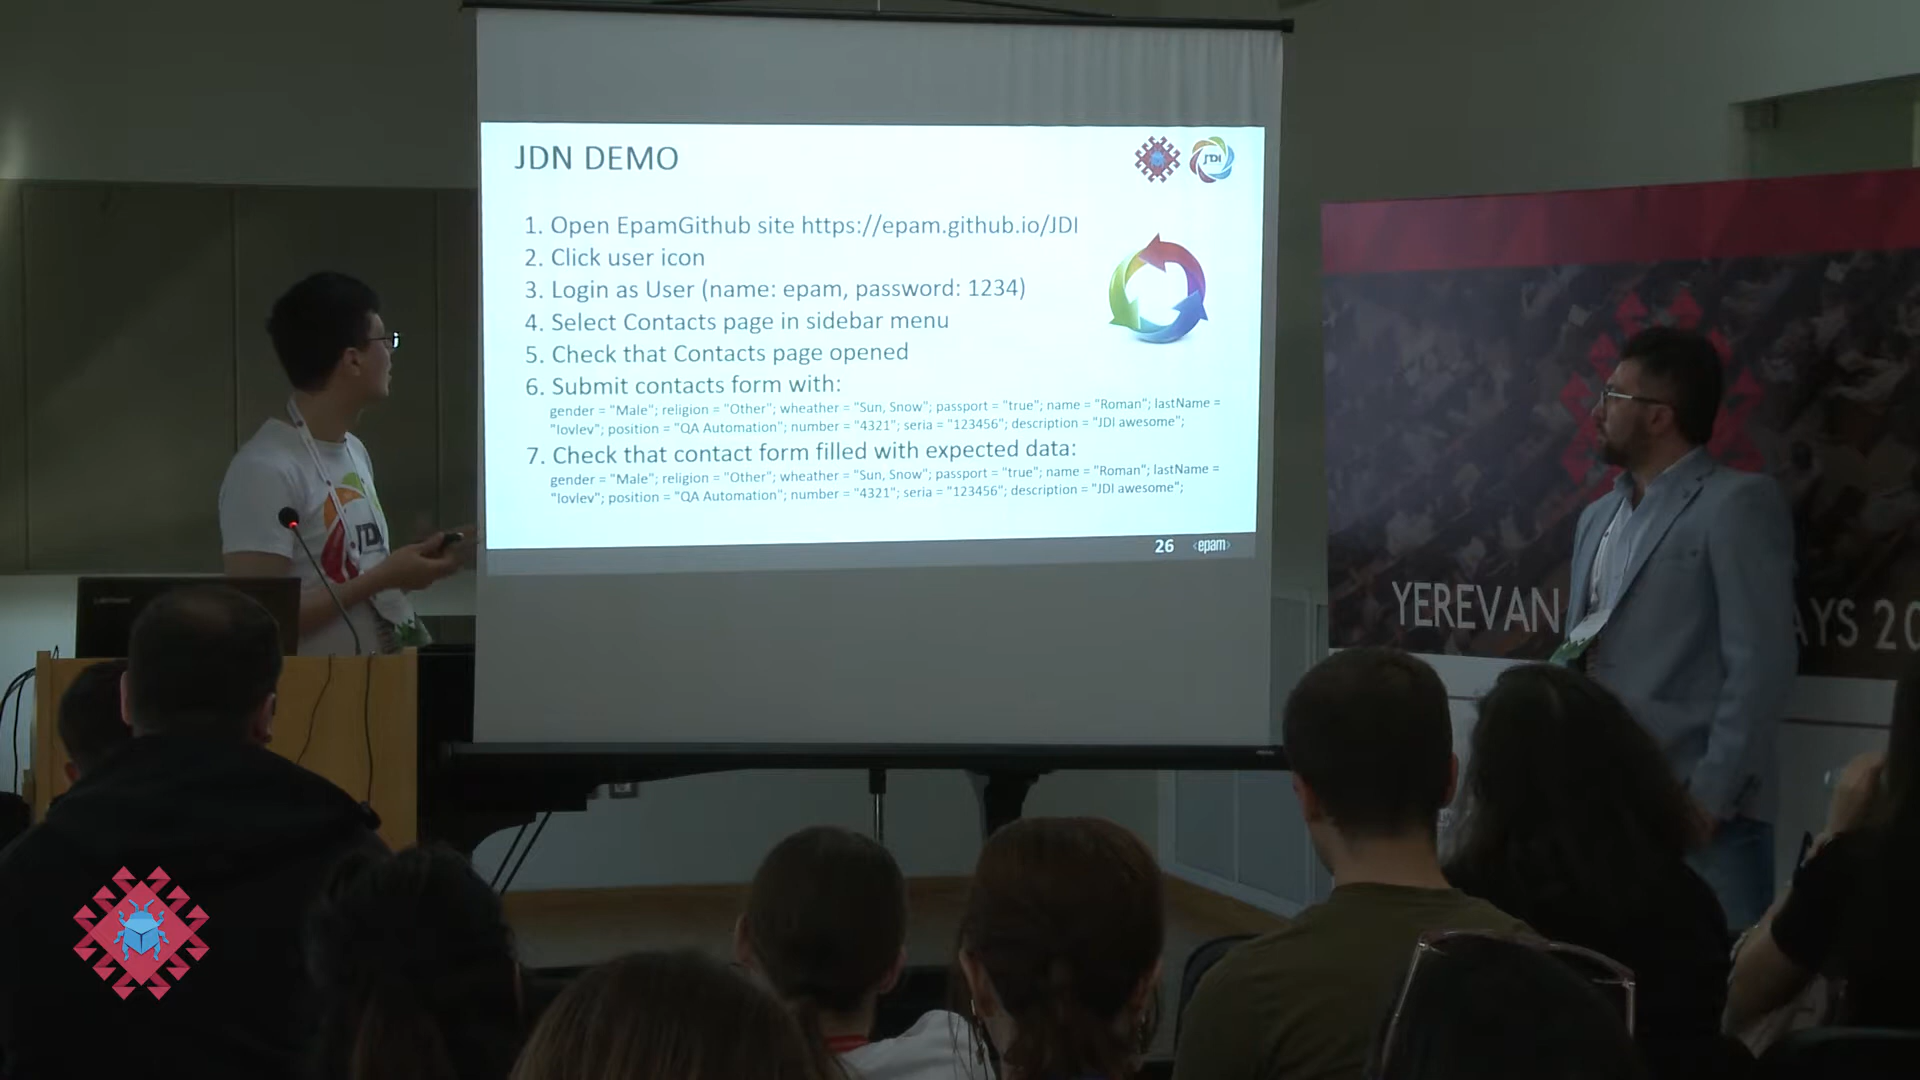 JDN DEMO
JDI
1. Open EpamGithub site https://epam.github.io/JDI
2. Click user icon
3. Login as User (name: epam, password: 1234)
4. Select Contacts page in sidebar menu
5. Check that Contacts page opened
6. Submit contacts form with:
gender = "Male"; religion = "Other"; wheather = "Sun, Snow"; passport = "true"; name = "Roman"; lastName =
"Iovlev"; position = "QA Automation"; number = "4321"; seria = "123456"; description = "JDI awesome";
7. Check that contact form filled with expected data:
gender = "Male"; religion = "Other"; wheather = "Sun, Snow"; passport = "true"; name = "Roman"; lastName =
"Iovlev"; position = "QA Automation"; number = "4321"; seria = "123456"; description = "JDI awesome";
26 <epam>
JDI
YEREVAN
AYS 20